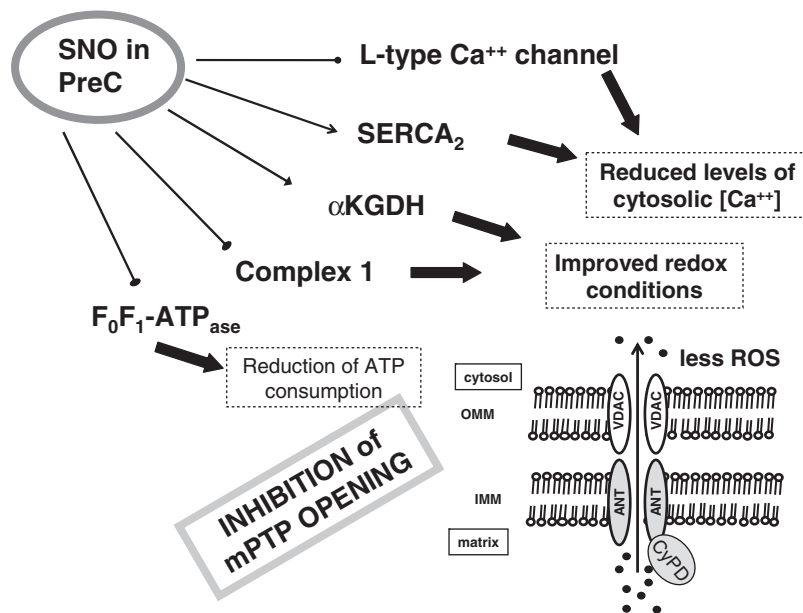 SNO in
PreC
L-type Ca⁺⁺ channel
SERCA₂
Reduced levels of
cytosolic [Ca⁺⁺]
αKGDH
Complex 1
Improved redox
conditions
F₀F₁-ATPₐₛₑ
Reduction of ATP
consumption
less ROS
cytosol
OMM
VDAC
VDAC
INHIBITION of
mPTP OPENING
IMM
ANT
ANT
matrix
CyPD